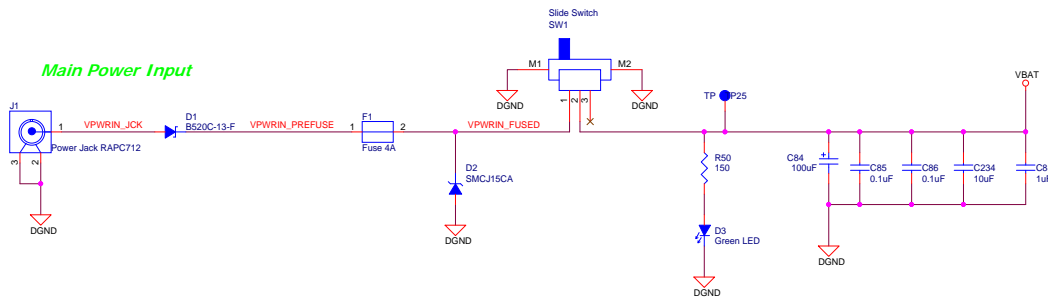 Slide Switch
SW1
Main Power Input
M1
M2
VBAT
DGND
DGND
J1
TP
P25
D1
B520C-13-F
F1
1
2
3
1
VPWRIN_JCK
VPWRIN_PREFUSE
1
2
VPWRIN_FUSED
Power Jack RAPC712
Fuse 4A
3
2
D2
SMCJ15CA
R50
150
C84
100uF
+
C85
0.1uF
C86
0.1uF
C234
10uF
C8
1uF
DGND
DGND
D3
Green LED
DGND
DGND